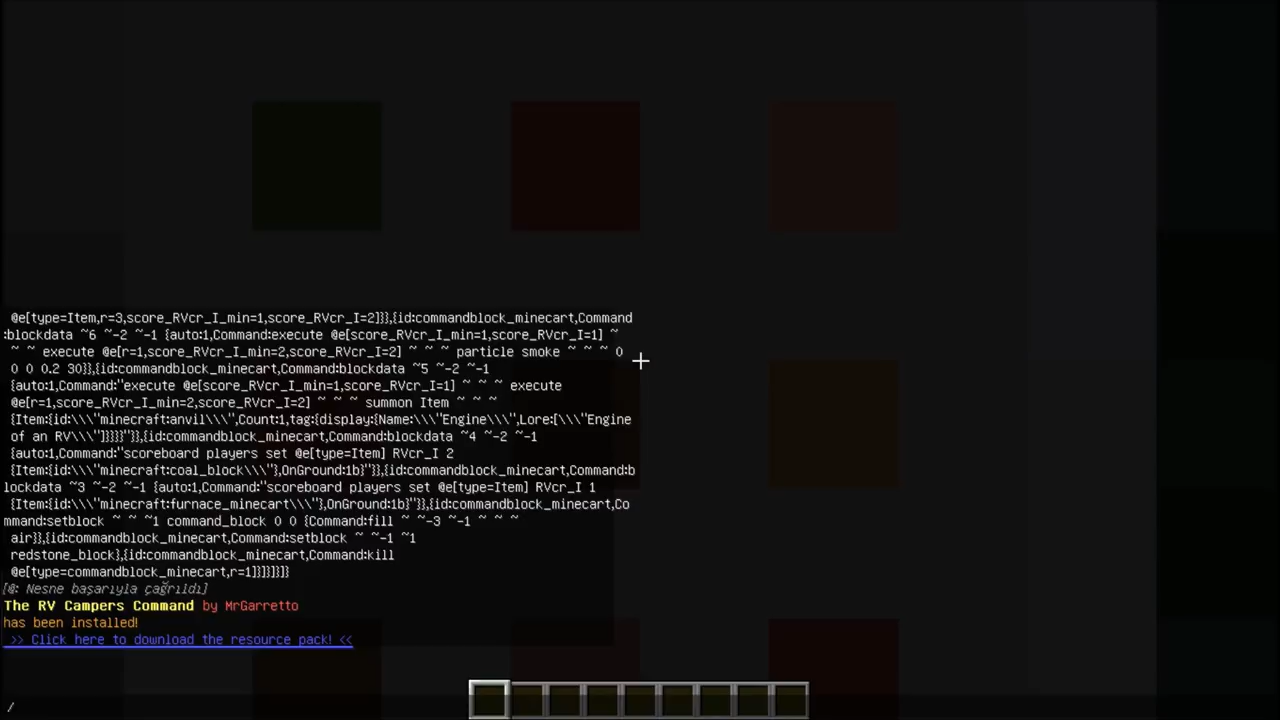 @e[type=Item,r=3,score_RVcr_I_min=1,score_RVcr_I=2]}},{id:commandblock_minecart,Command
:blockdata ~6 ~-2 ~-1 {auto:1,Command:execute @e[score_RVcr_I_min=1,score_RVcr_I=1] ~
~ ~ execute @e[r=1,score_RVcr_I_min=2,score_RVcr_I=2] ~ ~ ~ particle smoke ~ ~ ~ 0
0 0 0.2 30}},{id:commandblock_minecart,Command:blockdata ~5 ~-2 ~-1
{auto:1,Command:"execute @e[score_RVcr_I_min=1,score_RVcr_I=1] ~ ~ ~ execute
@e[r=1,score_RVcr_I_min=2,score_RVcr_I=2] ~ ~ ~ summon Item ~ ~ ~
{Item:{id:\\\"minecraft:anvil\\\",Count:1,tag:{display:{Name:\\\"Engine\\\",Lore:[\\\"Engine
of an RV\\\"]}}}}"}},{id:commandblock_minecart,Command:blockdata ~4 ~-2 ~-1
{auto:1,Command:"scoreboard players set @e[type=Item] RVcr_I 2
{Item:{id:\\\"minecraft:coal_block\\\"},OnGround:1b}"}},{id:commandblock_minecart,Command:b
lockdata ~3 ~-2 ~-1 {auto:1,Command:"scoreboard players set @e[type=Item] RVcr_I 1
{Item:{id:\\\"minecraft:furnace_minecart\\\"},OnGround:1b}"}},{id:commandblock_minecart,Co
mmand:setblock ~ ~ ~1 command_block 0 0 {Command:fill ~ ~-3 ~-1 ~ ~ ~
air}},{id:commandblock_minecart,Command:setblock ~ ~-1 ~1
redstone_block},{id:commandblock_minecart,Command:kill
@e[type=commandblock_minecart,r=1]}]}]}]}
[@: Nesne başarıyla çağrıldı]
The RV Campers Command by MrGarretto
has been installed!
>> Click here to download the resource pack! <<
/